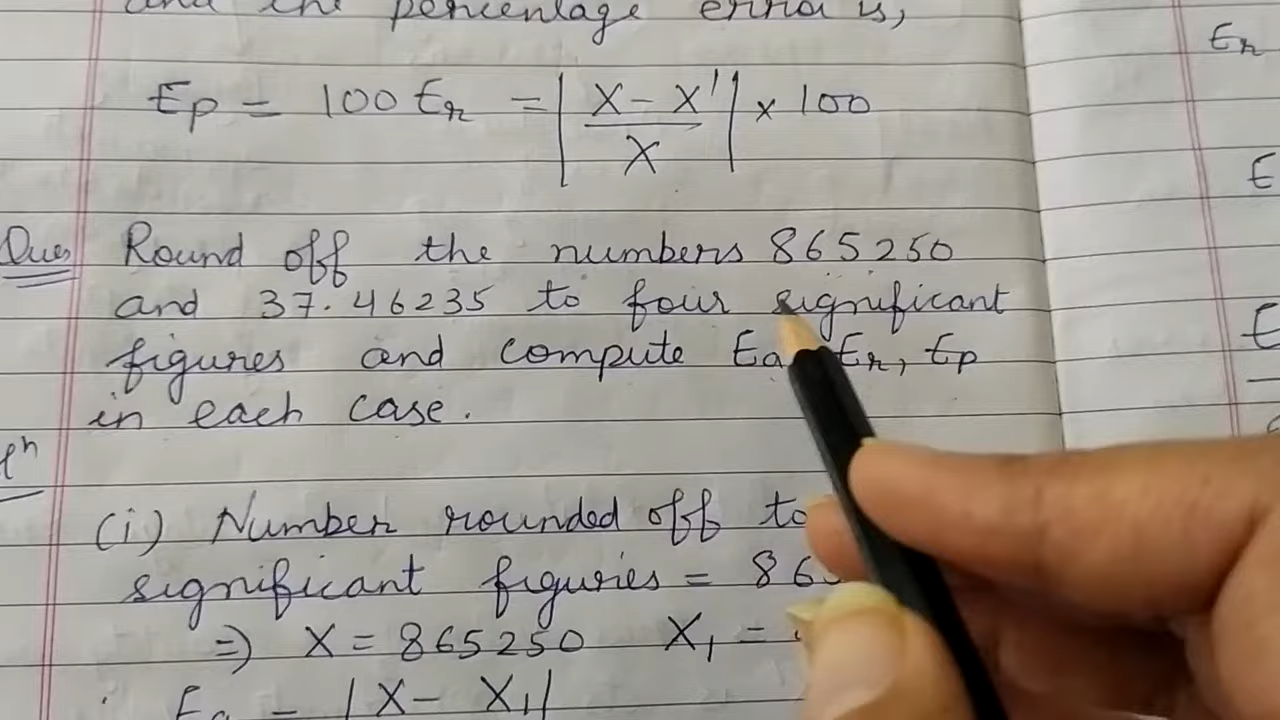 and the percentage error is,
Ep = 100 Er = | X - X' / X | × 100
Ques Round off the numbers 865250
and 37.46235 to four significant
figures and compute Ea Er, Ep
in each case.
(i) Number rounded off to
significant figuries = 86
=) X = 865250 X₁ =
Ea = |X - X₁|
Er
E
E